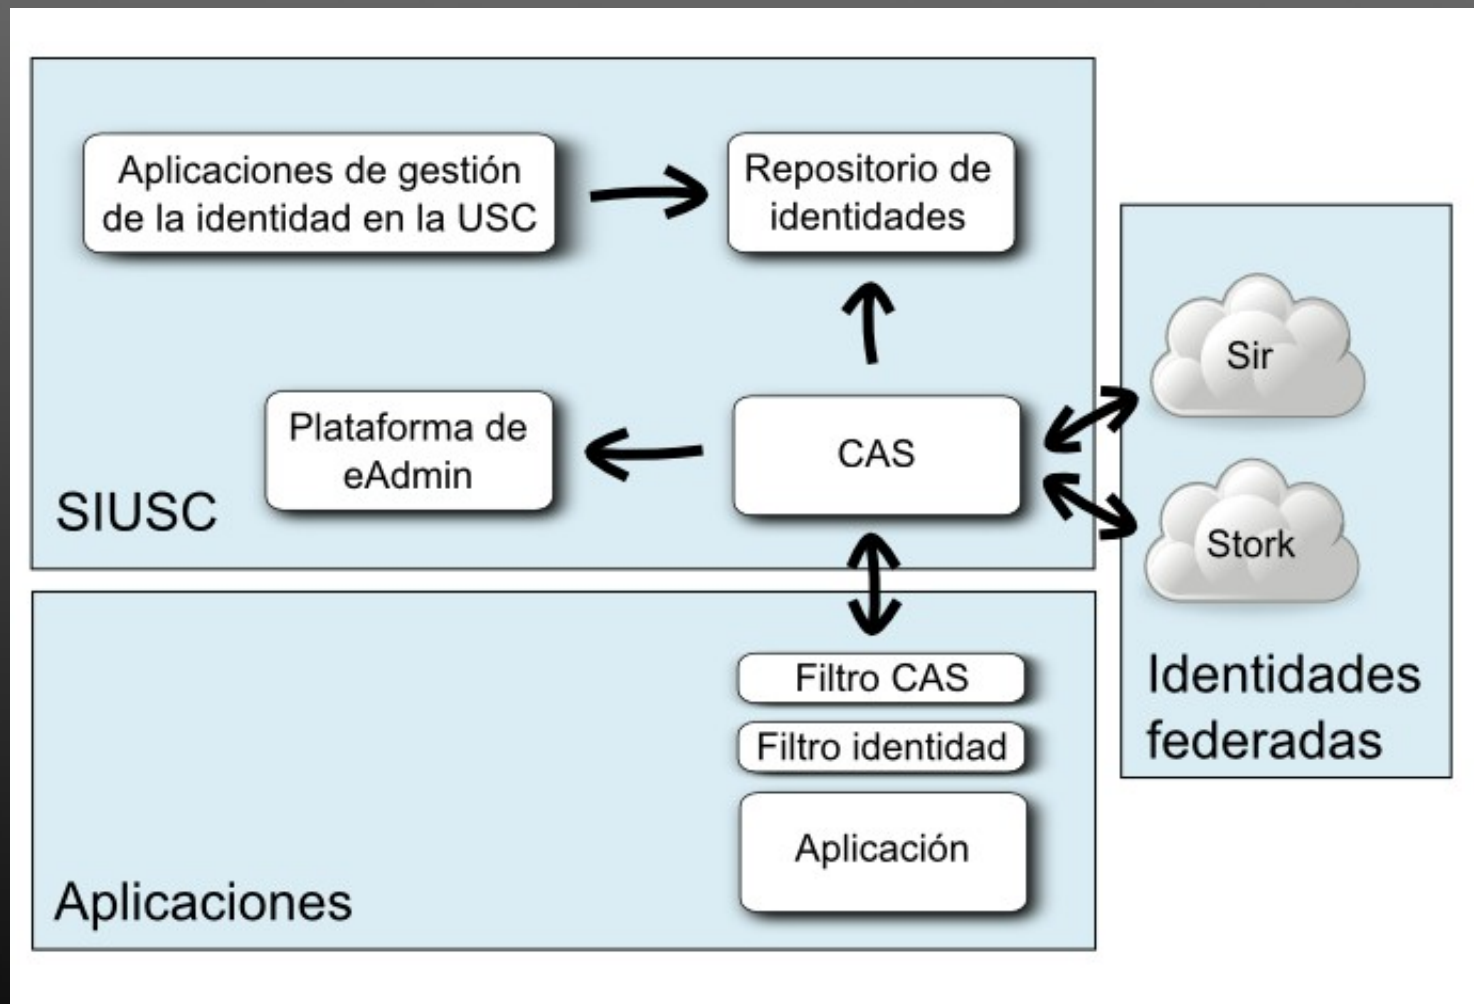 Aplicaciones de gestión
de la identidad en la USC
Repositorio de
identidades
Plataforma de
eAdmin
CAS
SIUSC
Sir
Stork
Identidades
federadas
Filtro CAS
Filtro identidad
Aplicación
Aplicaciones